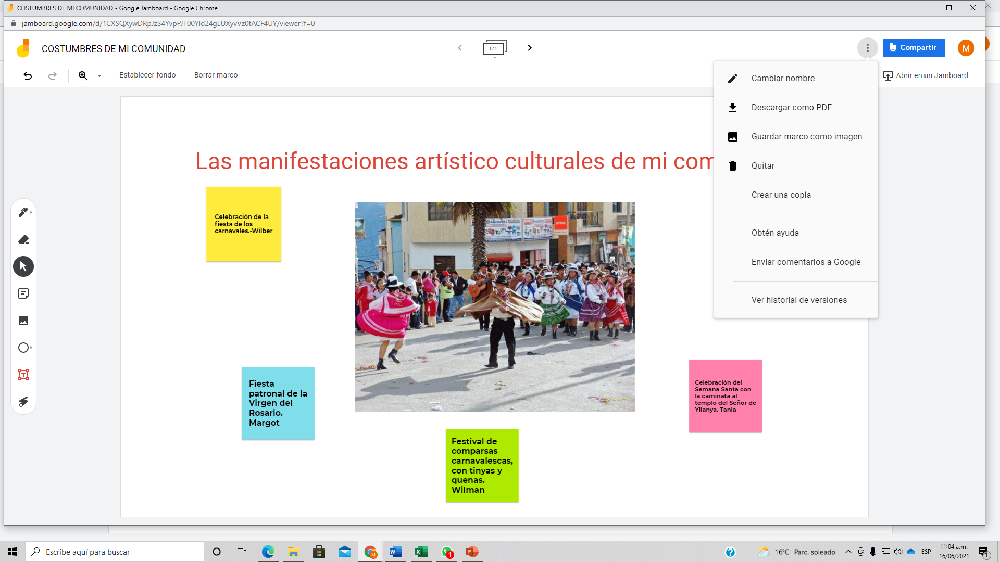 COSTUMBRES DE MI COMUNIDAD - Google Jamboard - Google Chrome
jamboard.google.com/d/1CXSQXywDRpJzS4YvpPJT00YId24gEUXyvVz0tACF4UY/viewer?f=0
COSTUMBRES DE MI COMUNIDAD
1 / 1
Compartir
M
Establecer fondo
Borrar marco
Abrir en un Jamboard
Cambiar nombre
Descargar como PDF
Guardar marco como imagen
Quitar
Crear una copia
Obtén ayuda
Enviar comentarios a Google
Ver historial de versiones
Las manifestaciones artístico culturales de mi com
Celebración de la
fiesta de los
carnavales.-Wilber
STIHL
HONDA
Fiesta
patronal de la
Virgen del
Rosario.
Margot
Celebración del
Semana Santa con
la caminata al
templo del Señor de
Yllanya. Tania
Festival de
comparsas
carnavalescas,
con tinyas y
quenas.
Wilman
Escribe aquí para buscar
M
1
16°C Parc. soleado
ESP
11:04 a.m.
16/06/2021
1